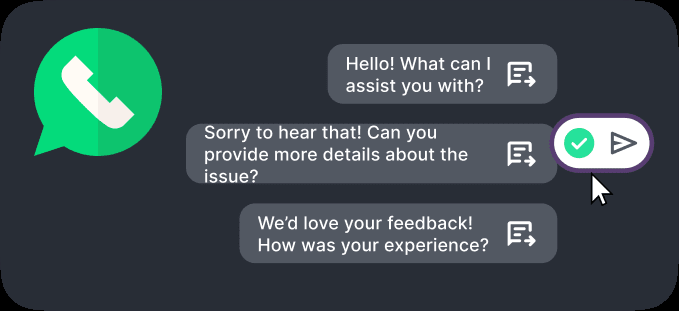 Hello! What can I
assist you with?
Sorry to hear that! Can you
provide more details about the
issue?
We’d love your feedback!
How was your experience?